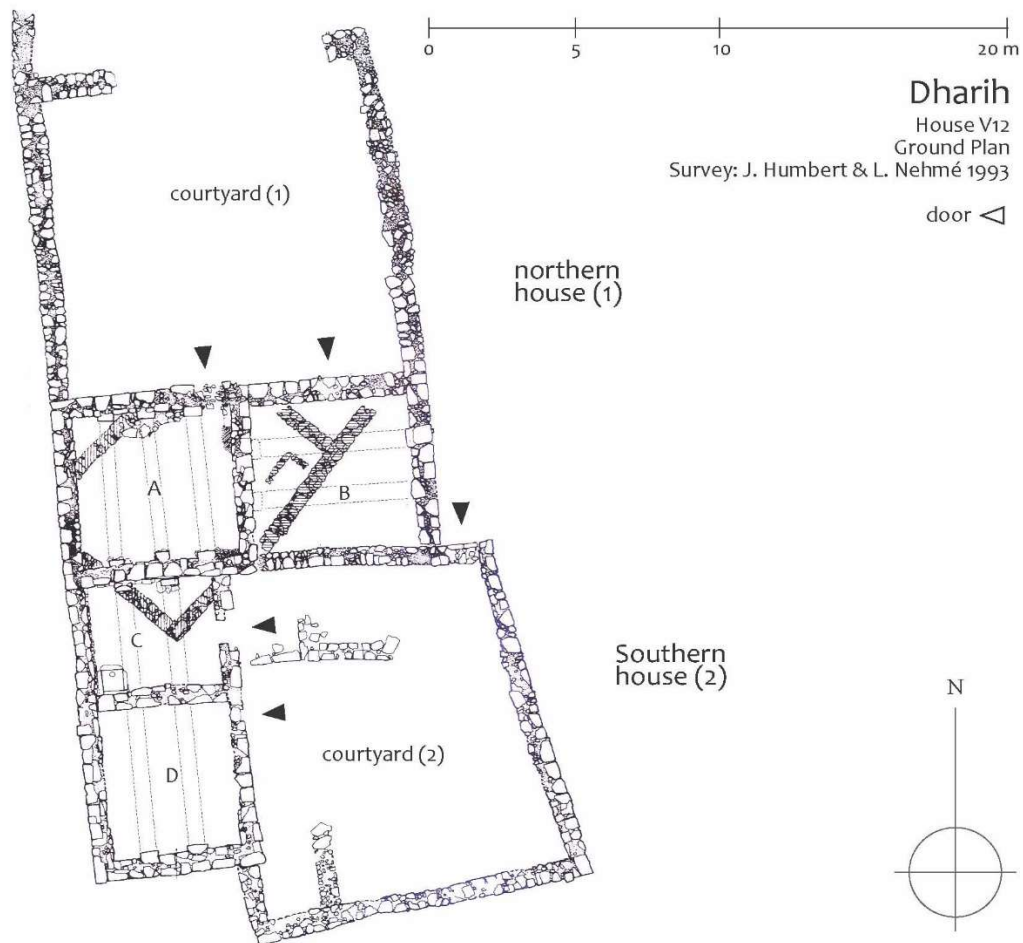 0 5 10 20 m
Dharih
House V12
Ground Plan
Survey: J. Humbert & L. Nehmé 1993
door
courtyard (1)
northern
house (1)
A
B
C
Southern
house (2)
N
courtyard (2)
D